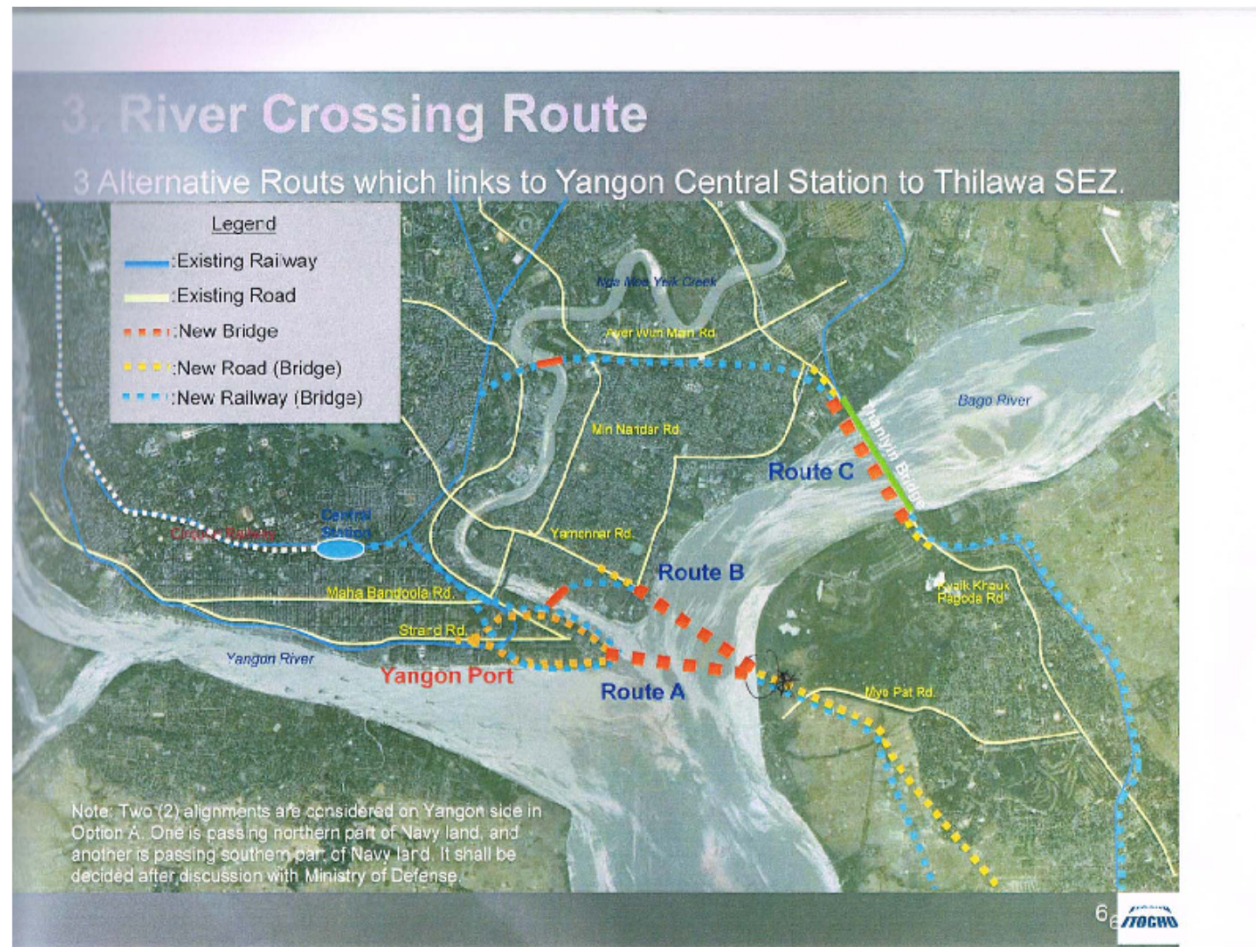 3. River Crossing Route
3 Alternative Routs which links to Yangon Central Station to Thilawa SEZ.
Legend
:Existing Railway
:Existing Road
:New Bridge
:New Road (Bridge)
:New Railway (Bridge)
Nga Moe Yeik Creek
Ayer Wun Main Rd.
Bago River
Min Nandar Rd.
Thanlyin Bridge
Route C
Central
Station
Circular Railway
Yamonnar Rd.
Route B
Kyaik Khauk
Pagoda Rd
Maha Bandoola Rd.
Strand Rd.
Yangon River
Yangon Port
Route A
Myo Pat Rd.
Note: Two (2) alignments are considered on Yangon side in
Option A. One is passing northern part of Navy land, and
another is passing southern part of Navy land. It shall be
decided after discussion with Ministry of Defense.
6
6
ITOCHU